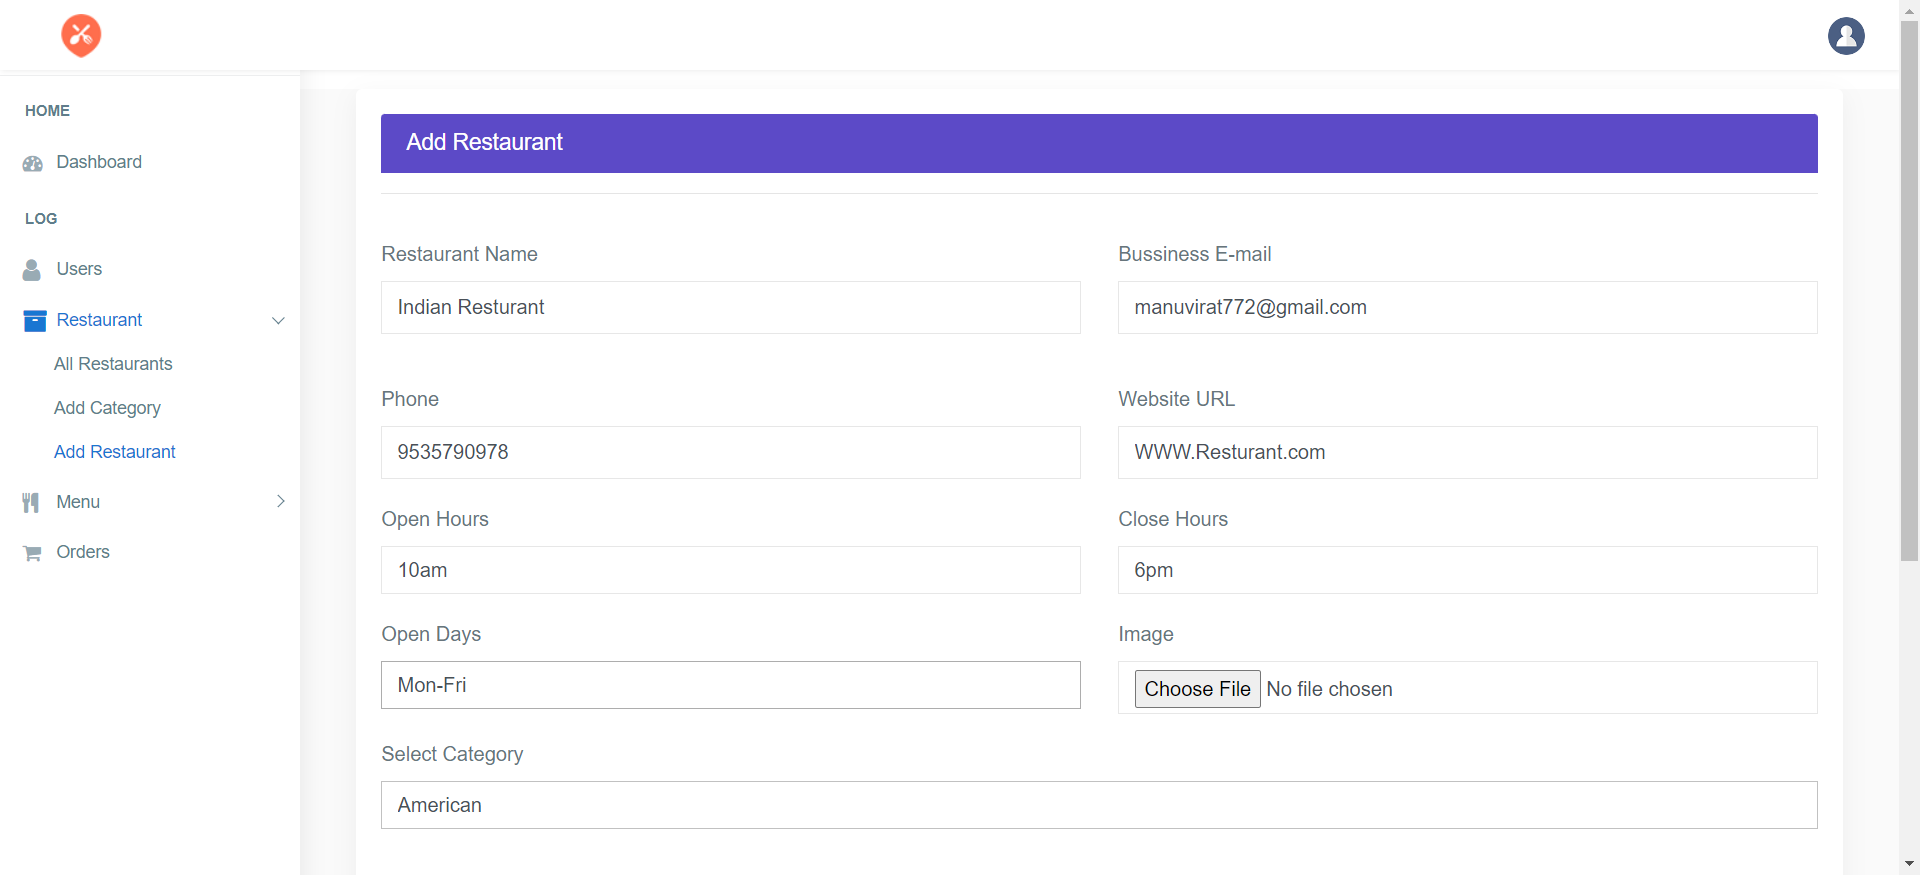 HOME
Dashboard
LOG
Users
Restaurant
All Restaurants
Add Category
Add Restaurant
Menu
Orders
Add Restaurant
Restaurant Name
Bussiness E-mail
Indian Resturant
manuvirat772@gmail.com
Phone
Website URL
9535790978
WWW.Resturant.com
Open Hours
Close Hours
10am
6pm
Open Days
Image
Mon-Fri
Choose File No file chosen
Select Category
American